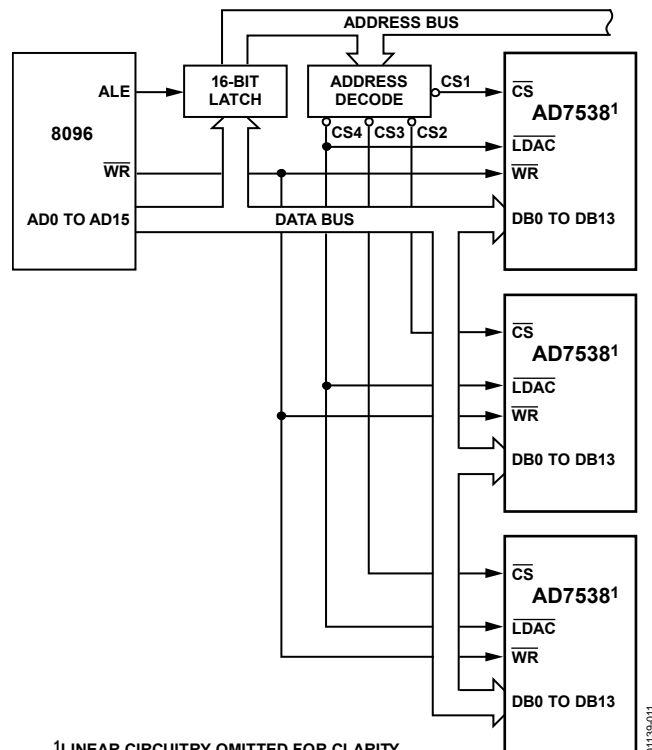 ADDRESS BUS
ALE
16-BIT
LATCH
ADDRESS
DECODE
CS1
CS
AD7538¹
8096
CS4
CS3
CS2
LDAC
WR
WR
AD0 TO AD15
DATA BUS
DB0 TO DB13
CS
AD7538¹
LDAC
WR
DB0 TO DB13
CS
AD7538¹
LDAC
WR
DB0 TO DB13
¹LINEAR CIRCUITRY OMITTED FOR CLARITY
01139-011